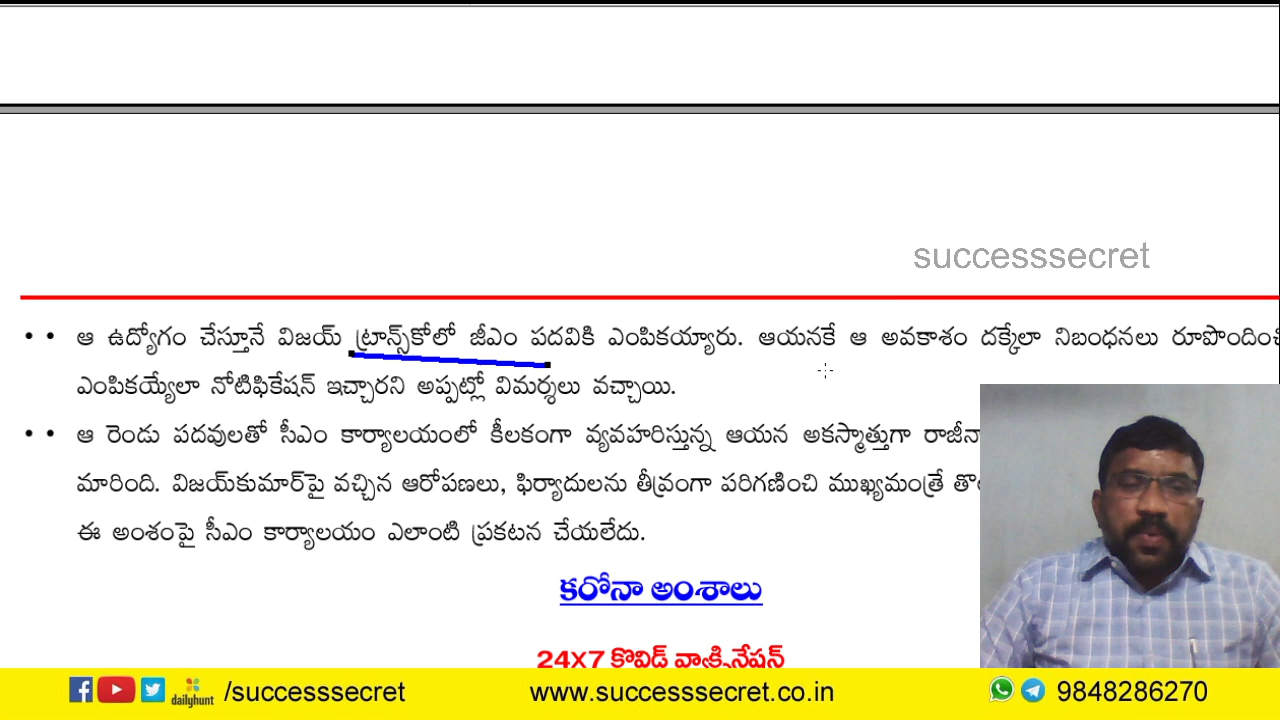 successsecret
• • ఆ ఉద్యోగం చేస్తూనే విజయ్ ట్రాన్స్‌కోలో జీఎం పదవికి ఎంపికయ్యారు. ఆయనకే ఆ అవకాశం దక్కేలా నిబంధనలు
ఎంపికయ్యేలా నోటిఫికేషన్ ఇచ్చారని అప్పట్లో విమర్శలు వచ్చాయి.
• • ఆ రెండు పదవులతో సీఎం కార్యాలయంలో కీలకంగా వ్యవహరిస్తున్న ఆయన అకస్మాత్తుగా
మారింది. విజయ్‌కుమార్‌పై వచ్చిన ఆరోపణలు, ఫిర్యాదులను తీవ్రంగా పరిగణించి ముఖ్యమంత్రే
ఈ అంశంపై సీఎం కార్యాలయం ఎలాంటి ప్రకటన చేయలేదు.
కరోనా అంశాలు
24X7 కొవిడ్ వ్యాక్సినేషన్
dailyhunt /successsecret www.successsecret.co.in 9848286270